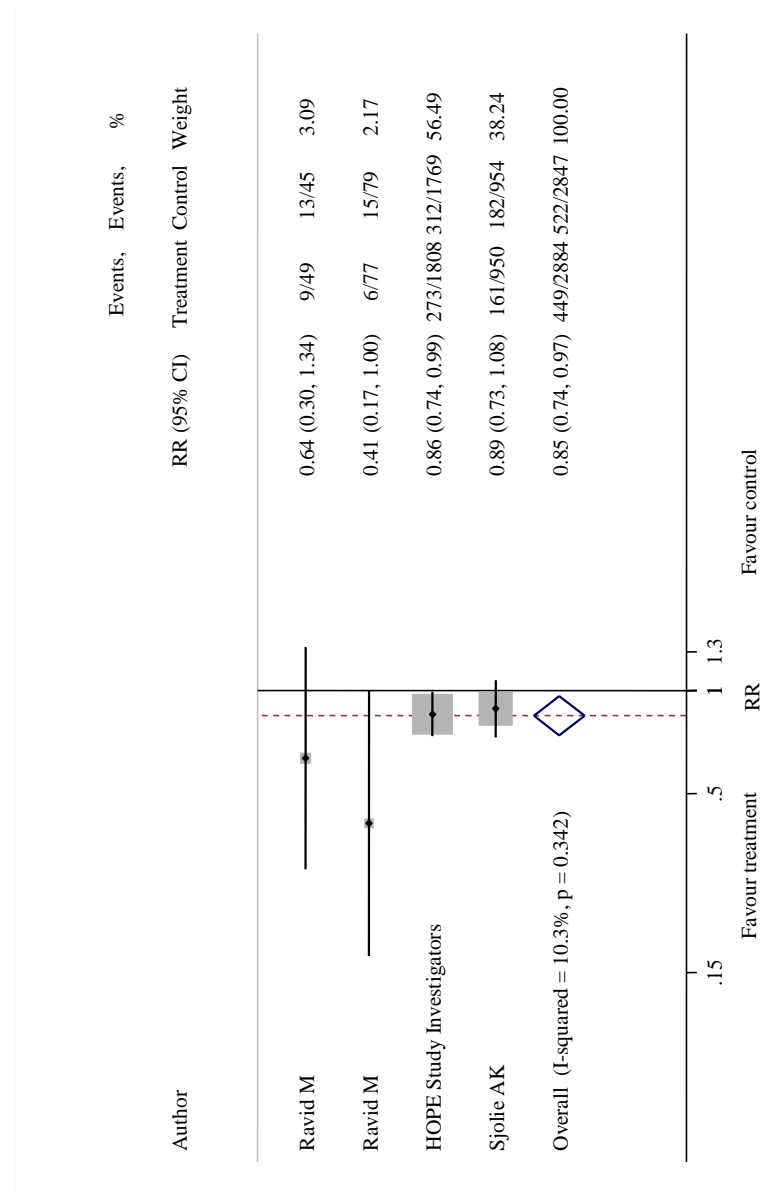 Events, Events, %
Author RR (95% CI) Treatment Control Weight
Ravid M 0.64 (0.30, 1.34) 9/49 13/45 3.09
Ravid M 0.41 (0.17, 1.00) 6/77 15/79 2.17
HOPE Study Investigators 0.86 (0.74, 0.99) 273/1808 312/1769 56.49
Sjolie AK 0.89 (0.73, 1.08) 161/950 182/954 38.24
Overall (I-squared = 10.3%, p = 0.342) 0.85 (0.74, 0.97) 449/2884 522/2847 100.00
.15 .5 1 1.3
Favour treatment RR Favour control